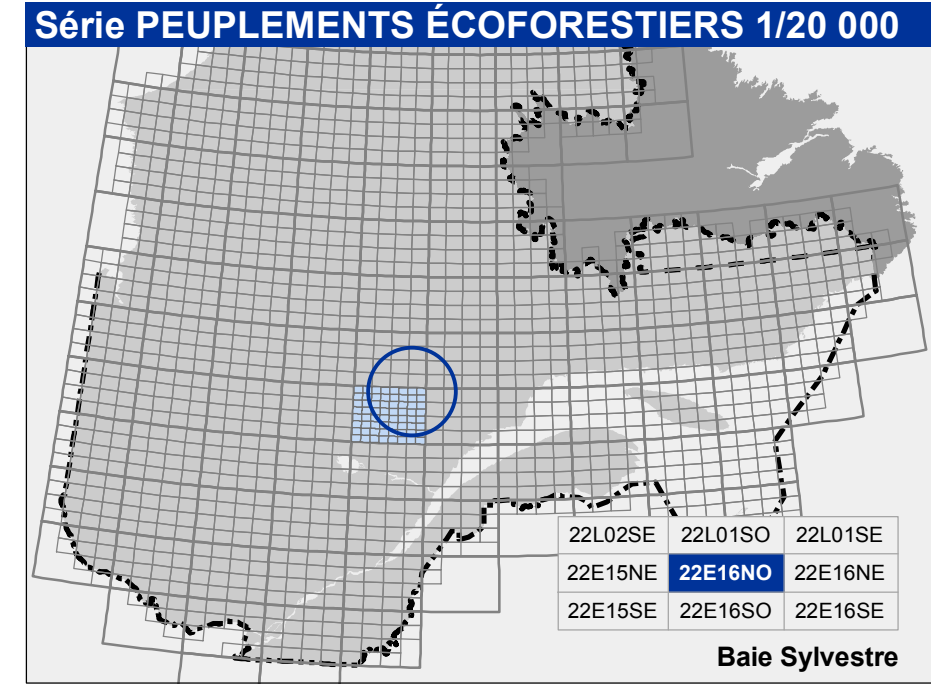 Série PEUPLEMENTS ÉCOFORESTIERS 1/20 000
22L02SE 22L01SO 22L01SE
22E15NE 22E16NO 22E16NE
22E15SE 22E16SO 22E16SE
Baie Sylvestre